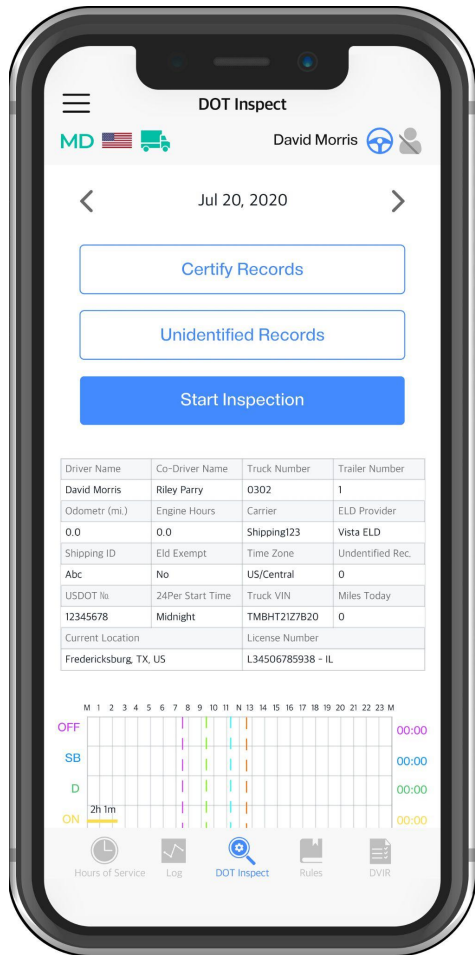 DOT Inspect
MD David Morris
Jul 20, 2020
Certify Records
Unidentified Records
Start Inspection
Driver Name Co-Driver Name Truck Number Trailer Number
David Morris Riley Parry 0302 1
Odometr (mi.) Engine Hours Carrier ELD Provider
0.0 0.0 Shipping123 Vista ELD
Shipping ID Eld Exempt Time Zone Undentified Rec.
Abc No US/Central 0
USDOT № 24Per Start Time Truck VIN Miles Today
12345678 Midnight TMBHT21Z7B20 0
Current Location License Number
Fredericksburg, TX, US L34506785938 - IL
M 1 2 3 4 5 6 7 8 9 10 11 N 13 14 15 16 17 18 19 20 21 22 23 M
OFF 00:00
SB 00:00
D 00:00
2h 1m
ON 00:00
Hours of Service Log DOT Inspect Rules DVIR